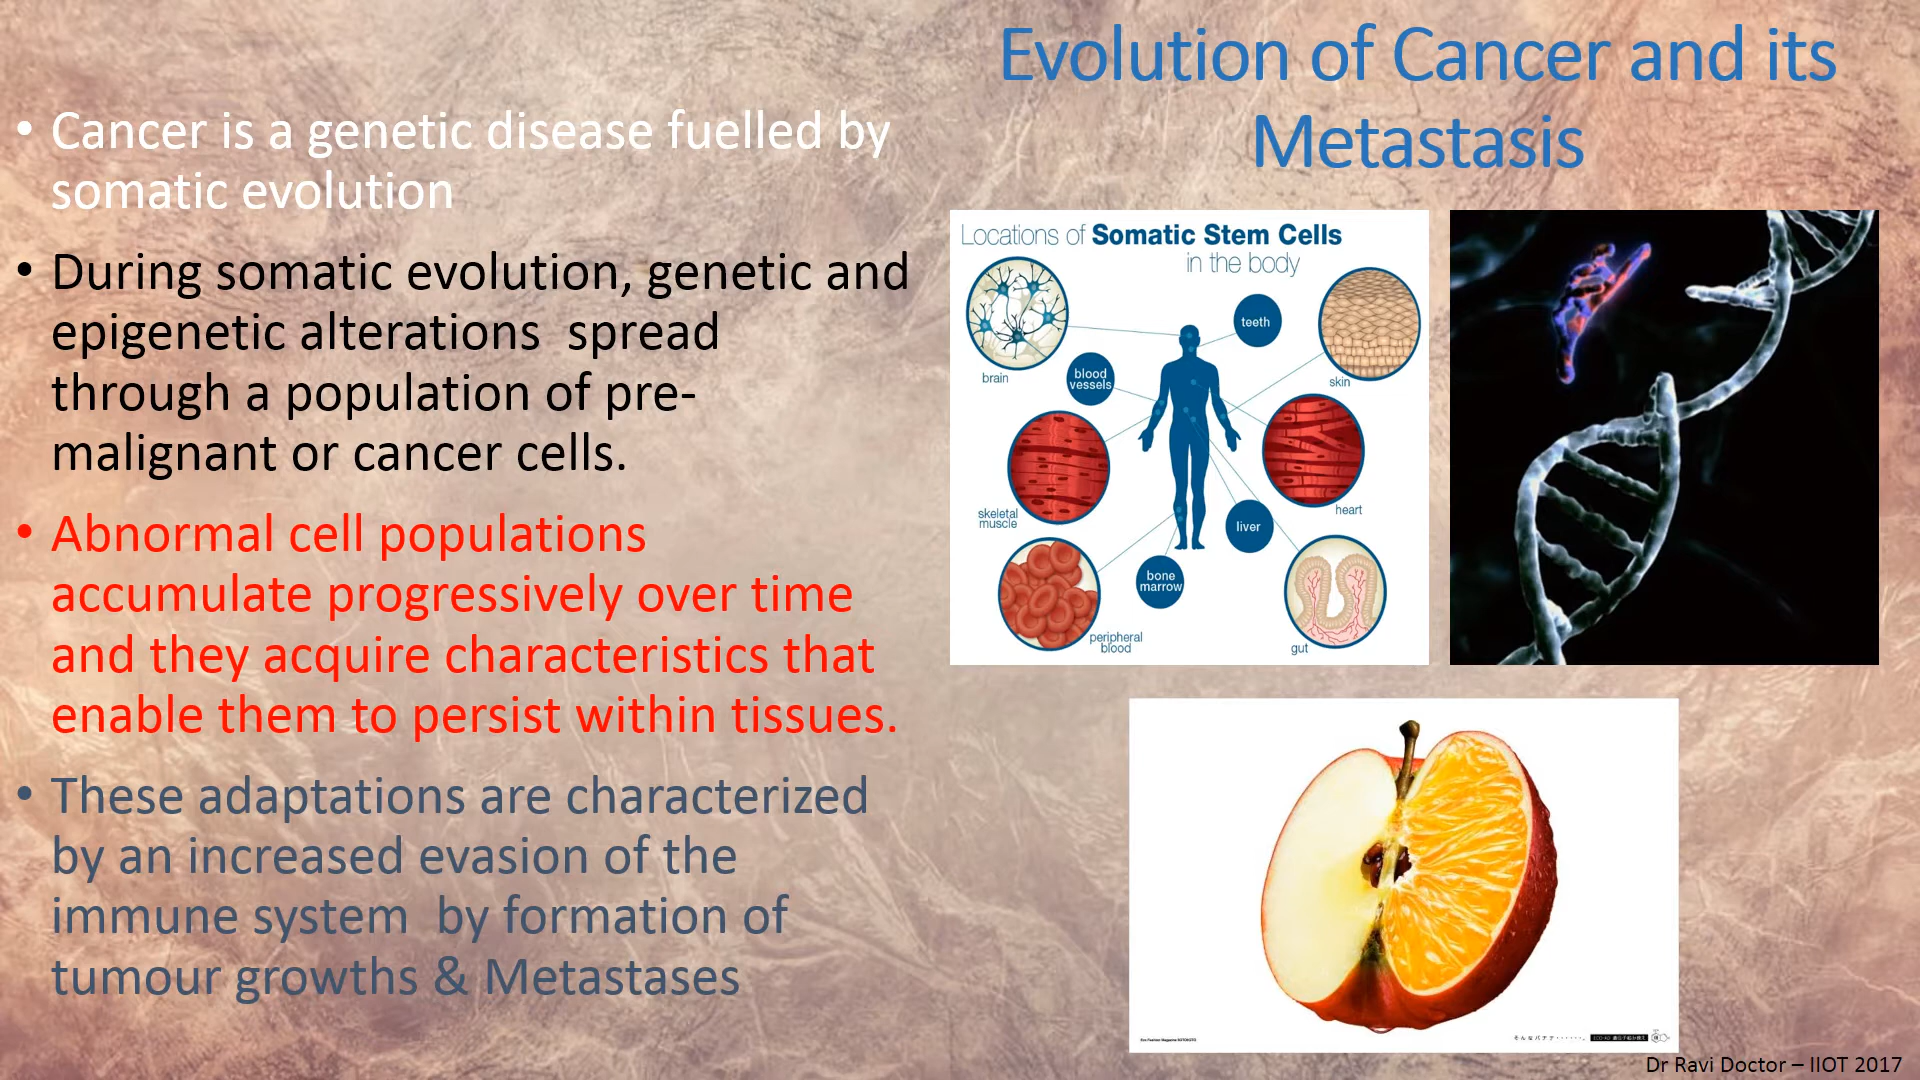 Evolution of Cancer and its
Metastasis
• Cancer is a genetic disease fuelled by
somatic evolution
• During somatic evolution, genetic and
epigenetic alterations  spread
through a population of pre-
malignant or cancer cells.
• Abnormal cell populations
accumulate progressively over time
and they acquire characteristics that
enable them to persist within tissues.
• These adaptations are characterized
by an increased evasion of the
immune system  by formation of
tumour growths & Metastases
Locations of Somatic Stem Cells
in the body
brain
teeth
skin
blood
vessels
skeletal
muscle
heart
liver
bone
marrow
peripheral
blood
gut
Dr Ravi Doctor – IIOT 2017